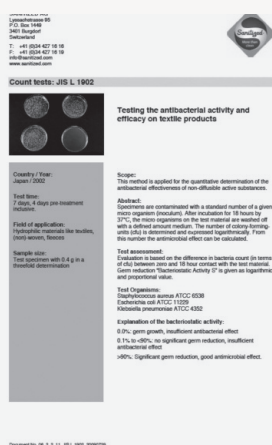 SANITIZED AG
Lyssachstrasse 95
P.O. Box 1449
3401 Burgdorf
Switzerland
T: +41 (0)34 427 16 16
F: +41 (0)34 427 16 19
info@sanitized.com
www.sanitized.com
Sanitized
Count tests: JIS L 1902
Testing the antibacterial activity and
efficacy on textile products
Country / Year:
Japan / 2002
Test time:
7 days, 4 days pre-treatment
inclusive.
Field of application:
Hydrophilic materials like textiles,
(non)-woven, fleeces
Sample size:
Test specimen with 0.4 g in a
threefold determination
Scope:
This method is applied for the quantitative determination of the
antibacterial effectiveness of non-diffusible active substances.
Abstract:
Specimens are contaminated with a standard number of a given
micro organism (inoculum). After incubation for 18 hours by
37°C, the micro organisms on the test material are washed off
with a defined amount medium. The number of colony-forming-
units (cfu) is determined and expressed logarithmically. From
this number the antimicrobial effect can be calculated.
Test assessment:
Evaluation is based on the difference in bacteria count (in terms
of cfu) between zero and 18 hour contact with the test material.
Germ reduction "Bacteriostatic Activity S" is given as logarithmic
and proportional value.
Test Organisms:
Staphylococcus aureus ATCC 6538
Escherichia coli ATCC 11229
Klebsiella pneumoniae ATCC 4352
Explanation of the bacteriostatic activity:
0.0%: germ growth, insufficient antibacterial effect
0.1% to <90%: no significant germ reduction, insufficient
antibacterial effect
>90%: Significant germ reduction, good antimicrobial effect.